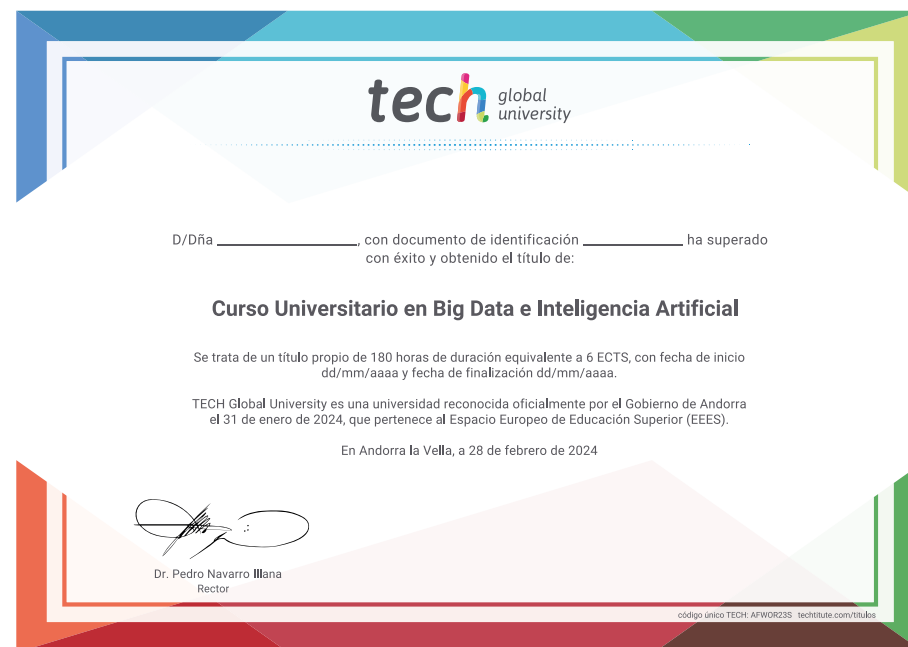 tech global university
D/Dña ________________, con documento de identificación ____________ ha superado
con éxito y obtenido el título de:
Curso Universitario en Big Data e Inteligencia Artificial
Se trata de un título propio de 180 horas de duración equivalente a 6 ECTS, con fecha de inicio
dd/mm/aaaa y fecha de finalización dd/mm/aaaa.
TECH Global University es una universidad reconocida oficialmente por el Gobierno de Andorra
el 31 de enero de 2024, que pertenece al Espacio Europeo de Educación Superior (EEES).
En Andorra la Vella, a 28 de febrero de 2024
Dr. Pedro Navarro Illana
Rector
código único TECH: AFWOR23S techtitute.com/titulos